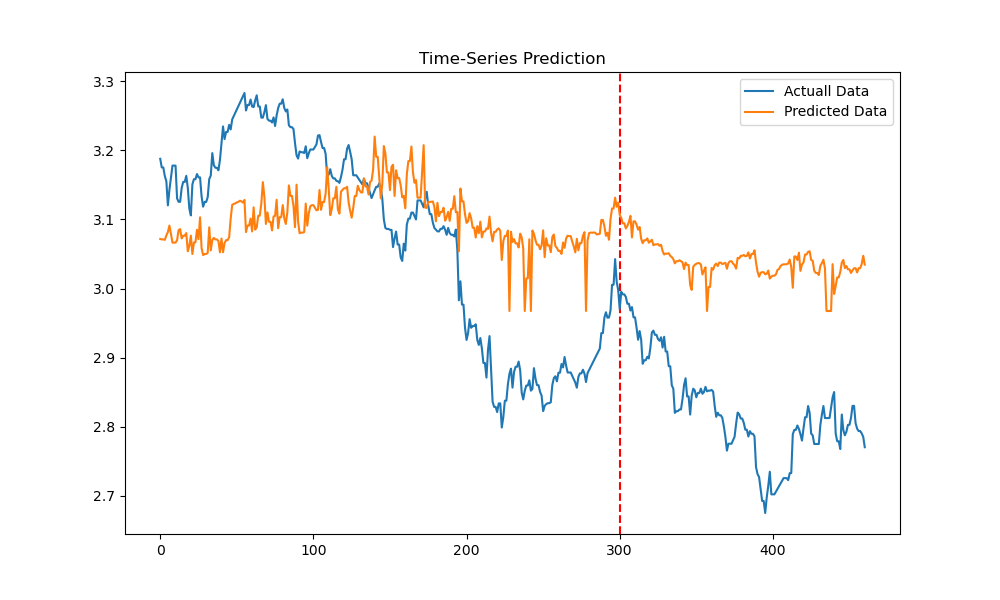 Time-Series Prediction
Actuall Data
Predicted Data
3.3
3.2
3.1
3.0
2.9
2.8
2.7
0 100 200 300 400